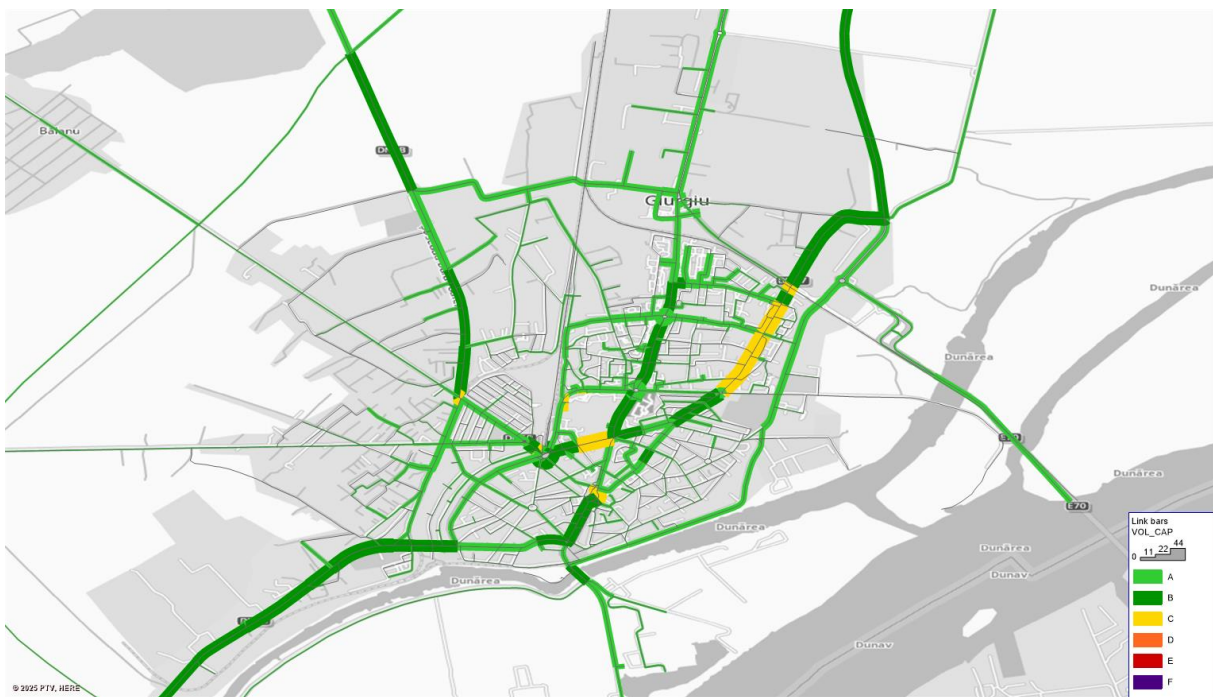 Bălanu
Giurgiu
Dunărea
Dunărea
E70
E70
Dunărea
Dunărea
Dunav
Dunărea
Dunav
Link bars
VOL_CAP
0 11 22 44
A
B
C
D
E
F
© 2025 PTV, HERE